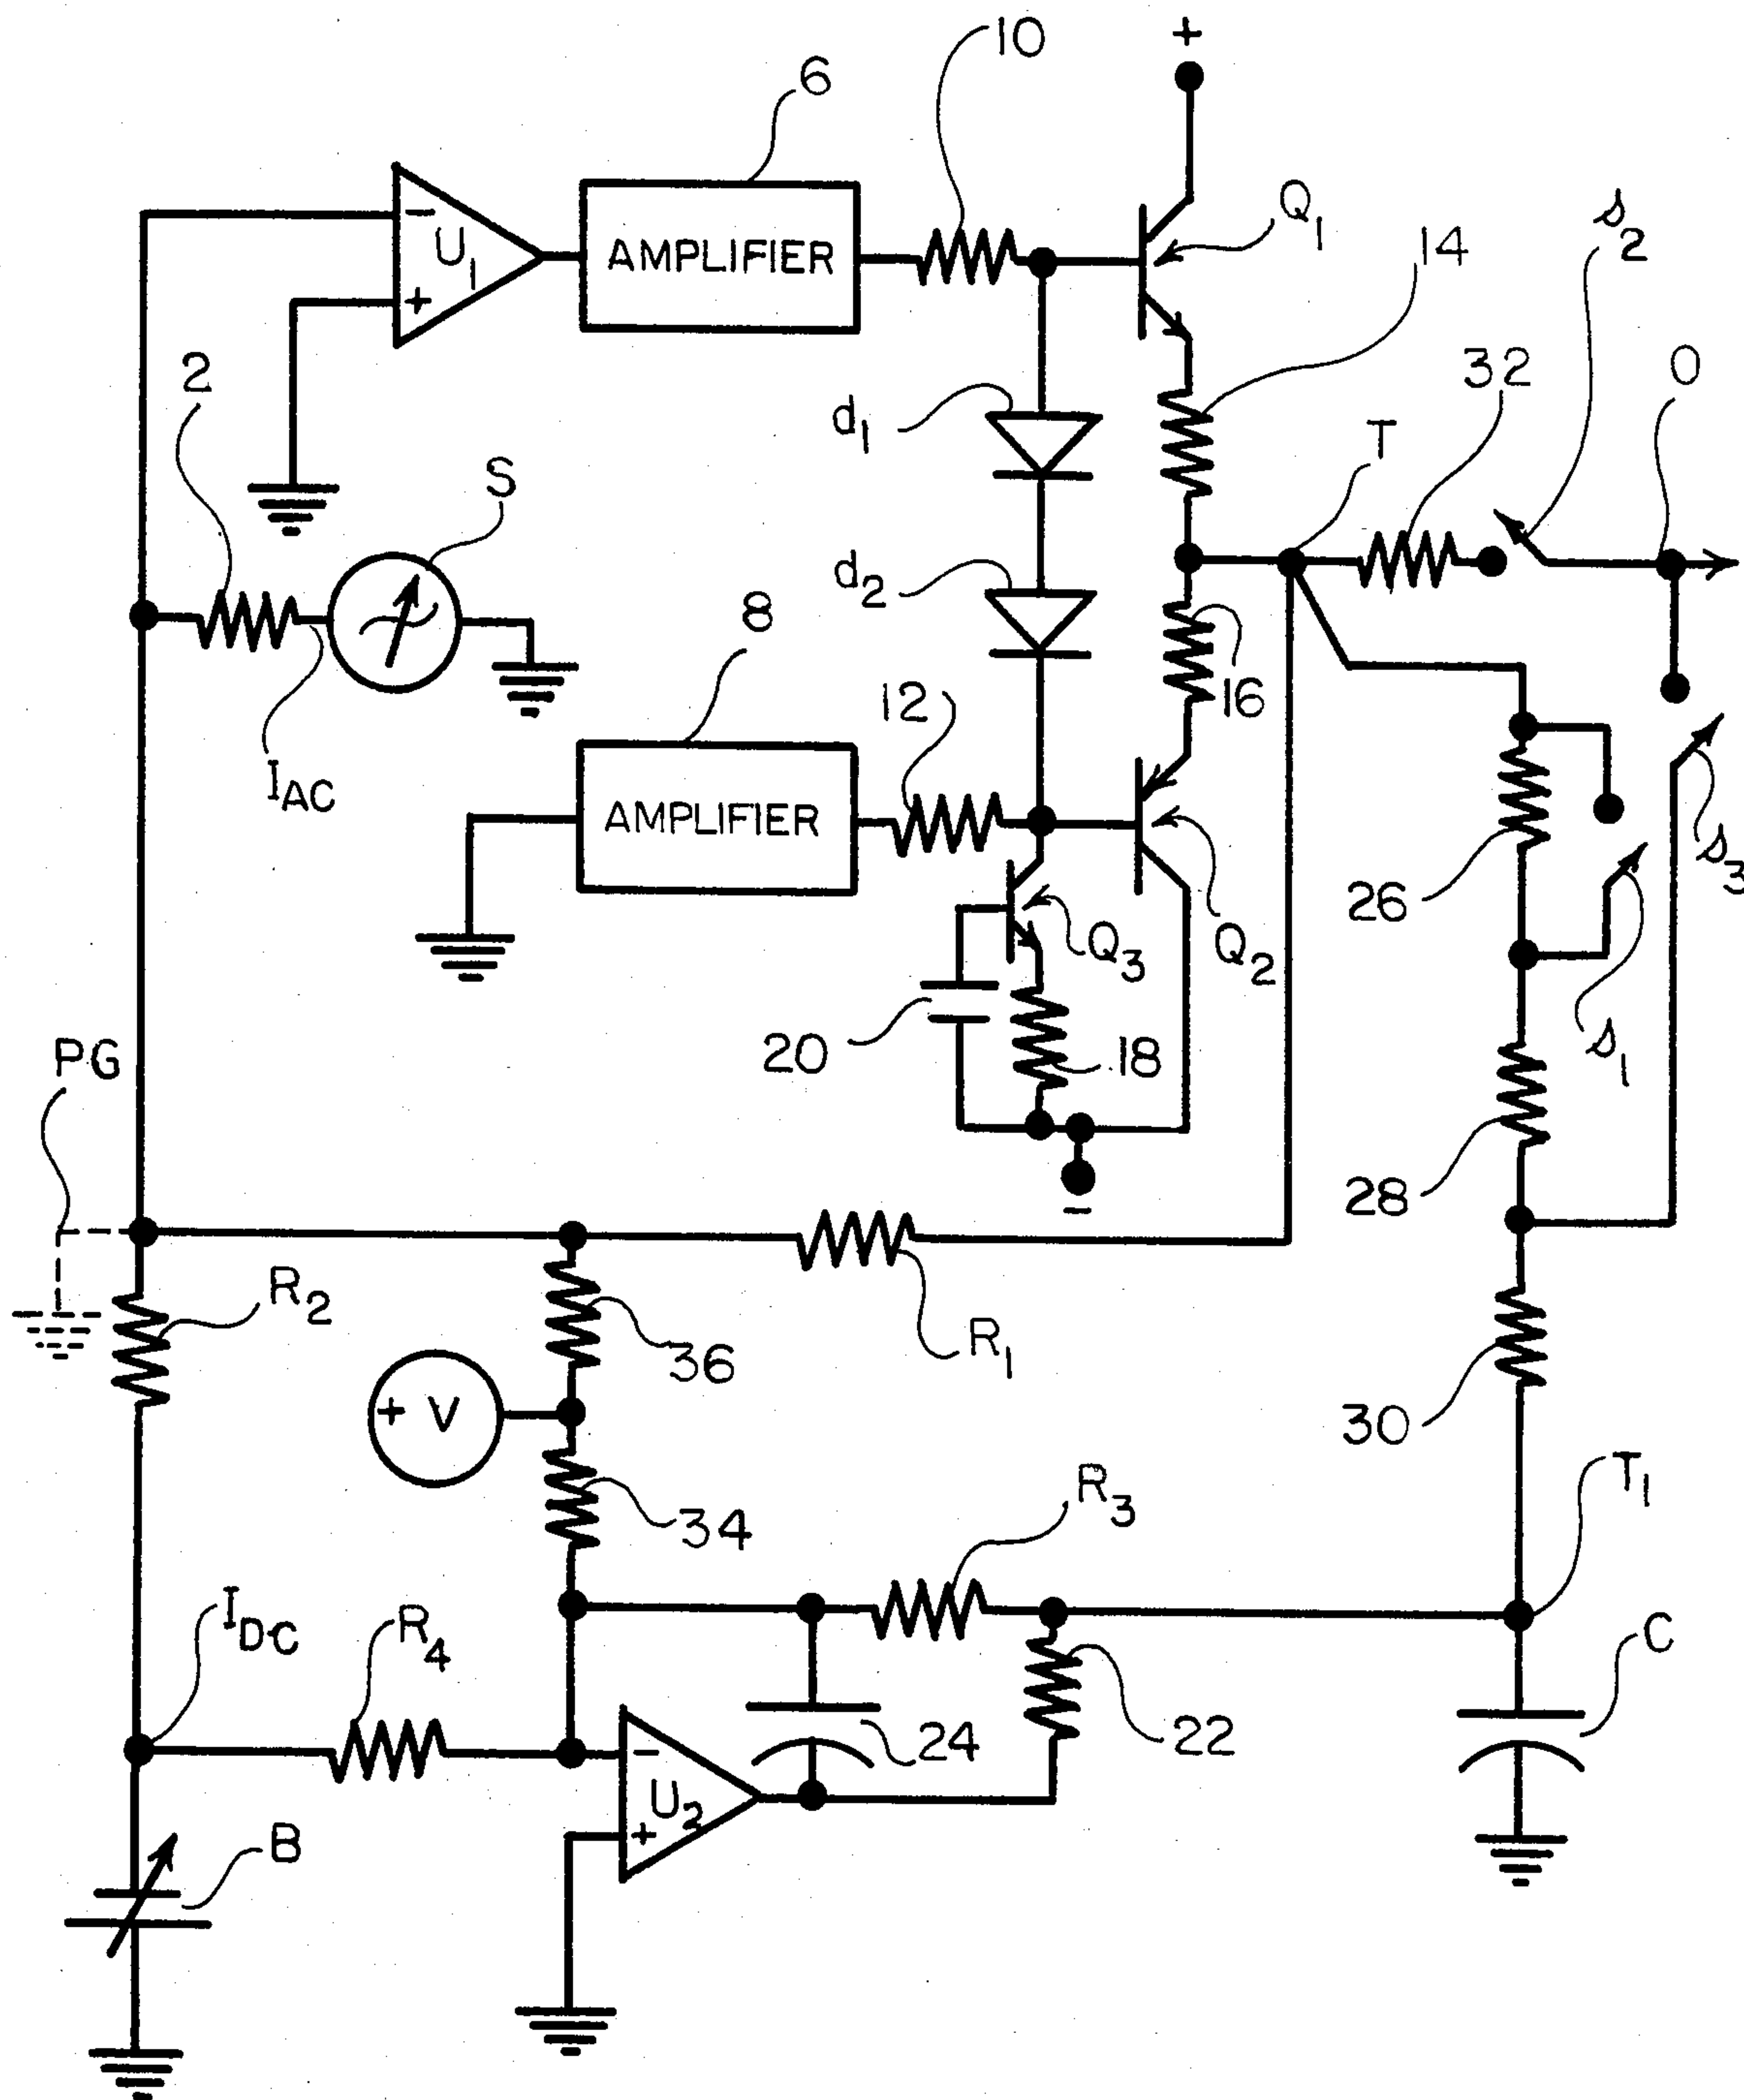 +
10
6
Q1
s2
14
− U1 +
AMPLIFIER
32
O
2
d1
T
S
d2
8
16
12
IAC
AMPLIFIER
s3
26
Q3
Q2
20
18
s1
PG
28
−
R2
36
R1
+ V
30
34
R3
T1
IDC
R4
C
24
22
− U2 +
B